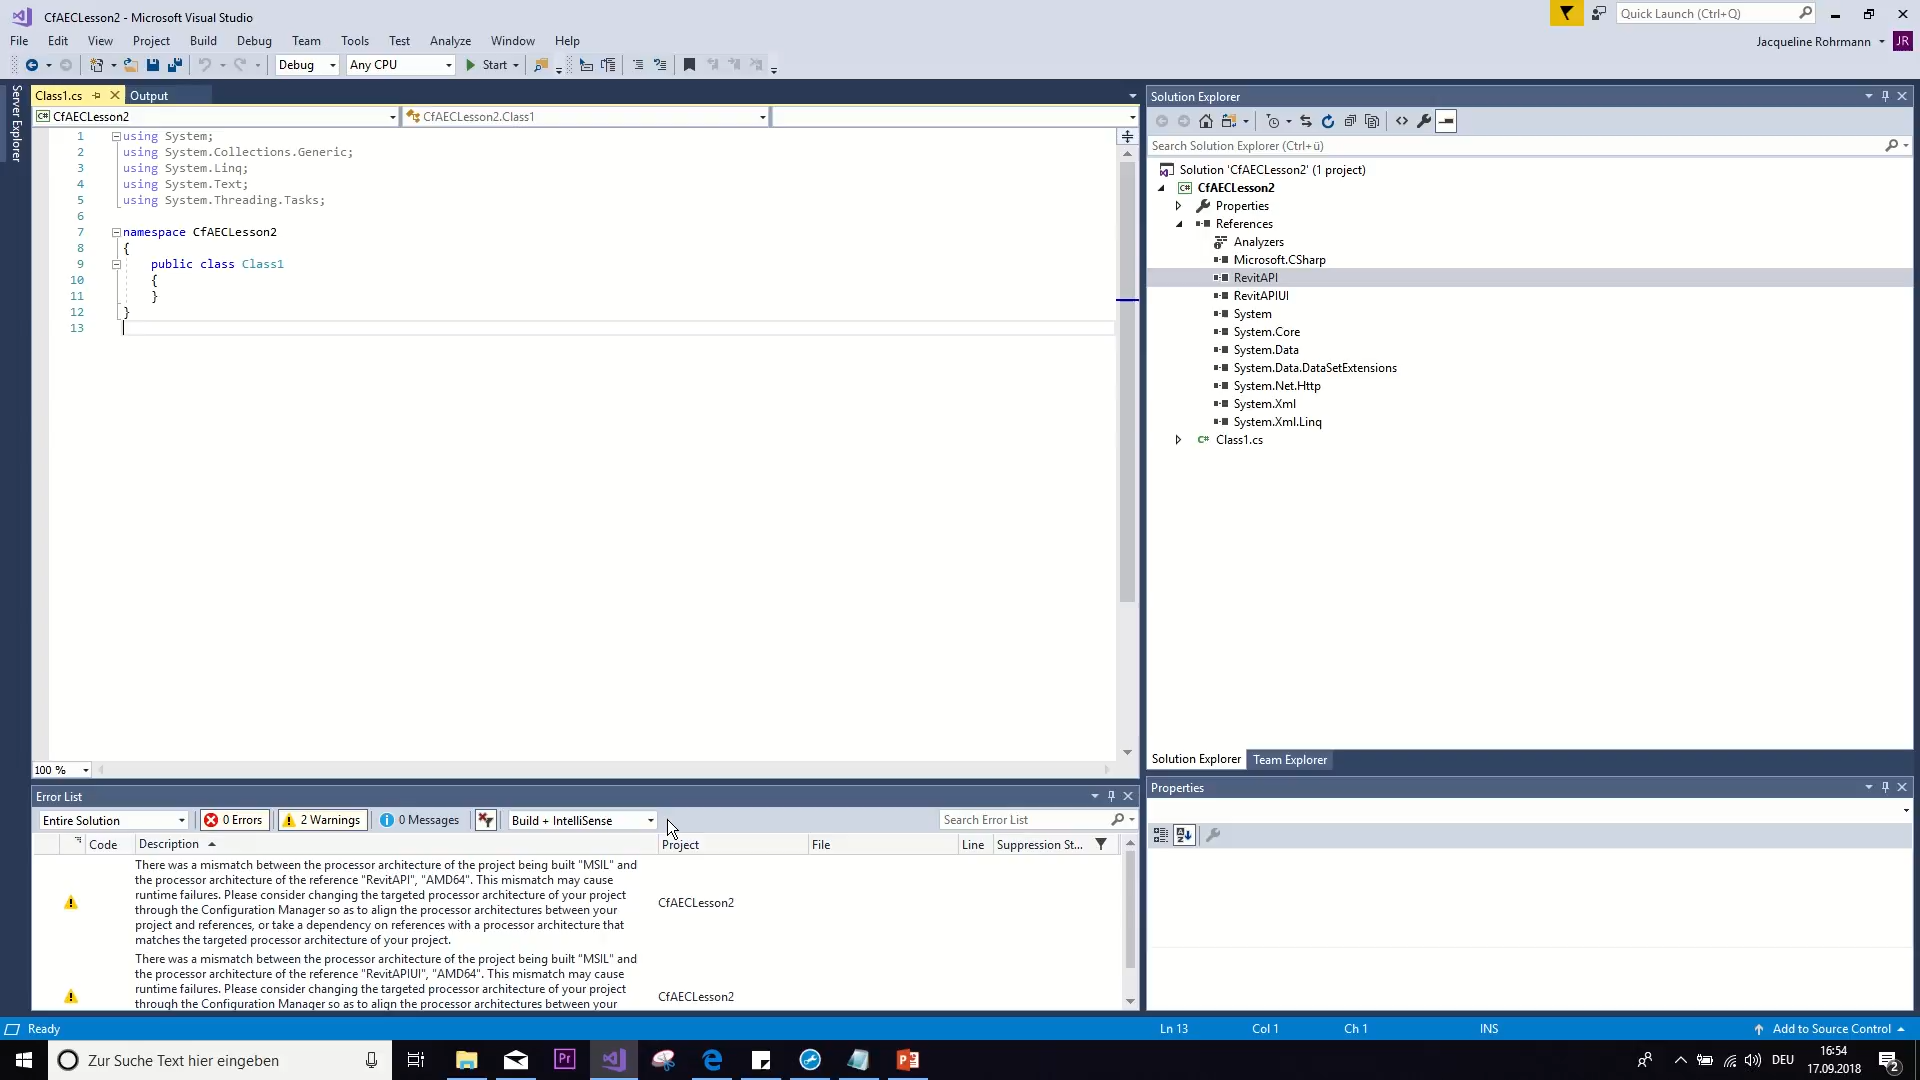 CfAECLesson2 - Microsoft Visual Studio
Quick Launch (Ctrl+Q)
File Edit View Project Build Debug Team Tools Test Analyze Window Help
Jacqueline Rohrmann JR
Debug Any CPU Start
Server Explorer
Class1.cs Output
CfAECLesson2 CfAECLesson2.Class1
1 using System;
2 using System.Collections.Generic;
3 using System.Linq;
4 using System.Text;
5 using System.Threading.Tasks;
6
7 namespace CfAECLesson2
8 {
9 public class Class1
10 {
11 }
12 }
13
100 %
Solution Explorer
Search Solution Explorer (Ctrl+ü)
Solution 'CfAECLesson2' (1 project)
C# CfAECLesson2
Properties
References
Analyzers
Microsoft.CSharp
RevitAPI
RevitAPIUI
System
System.Core
System.Data
System.Data.DataSetExtensions
System.Net.Http
System.Xml
System.Xml.Linq
C# Class1.cs
Solution Explorer Team Explorer
Properties
Error List
Entire Solution 0 Errors 2 Warnings 0 Messages Build + IntelliSense Search Error List
Code Description Project File Line Suppression St...
There was a mismatch between the processor architecture of the project being built "MSIL" and
the processor architecture of the reference "RevitAPI", "AMD64". This mismatch may cause
runtime failures. Please consider changing the targeted processor architecture of your project
through the Configuration Manager so as to align the processor architectures between your
project and references, or take a dependency on references with a processor architecture that
matches the targeted processor architecture of your project.
CfAECLesson2
There was a mismatch between the processor architecture of the project being built "MSIL" and
the processor architecture of the reference "RevitAPIUI", "AMD64". This mismatch may cause
runtime failures. Please consider changing the targeted processor architecture of your project
through the Configuration Manager so as to align the processor architectures between your
CfAECLesson2
Ready Ln 13 Col 1 Ch 1 INS Add to Source Control
Zur Suche Text hier eingeben
Pr
DEU
16:54
17.09.2018
2